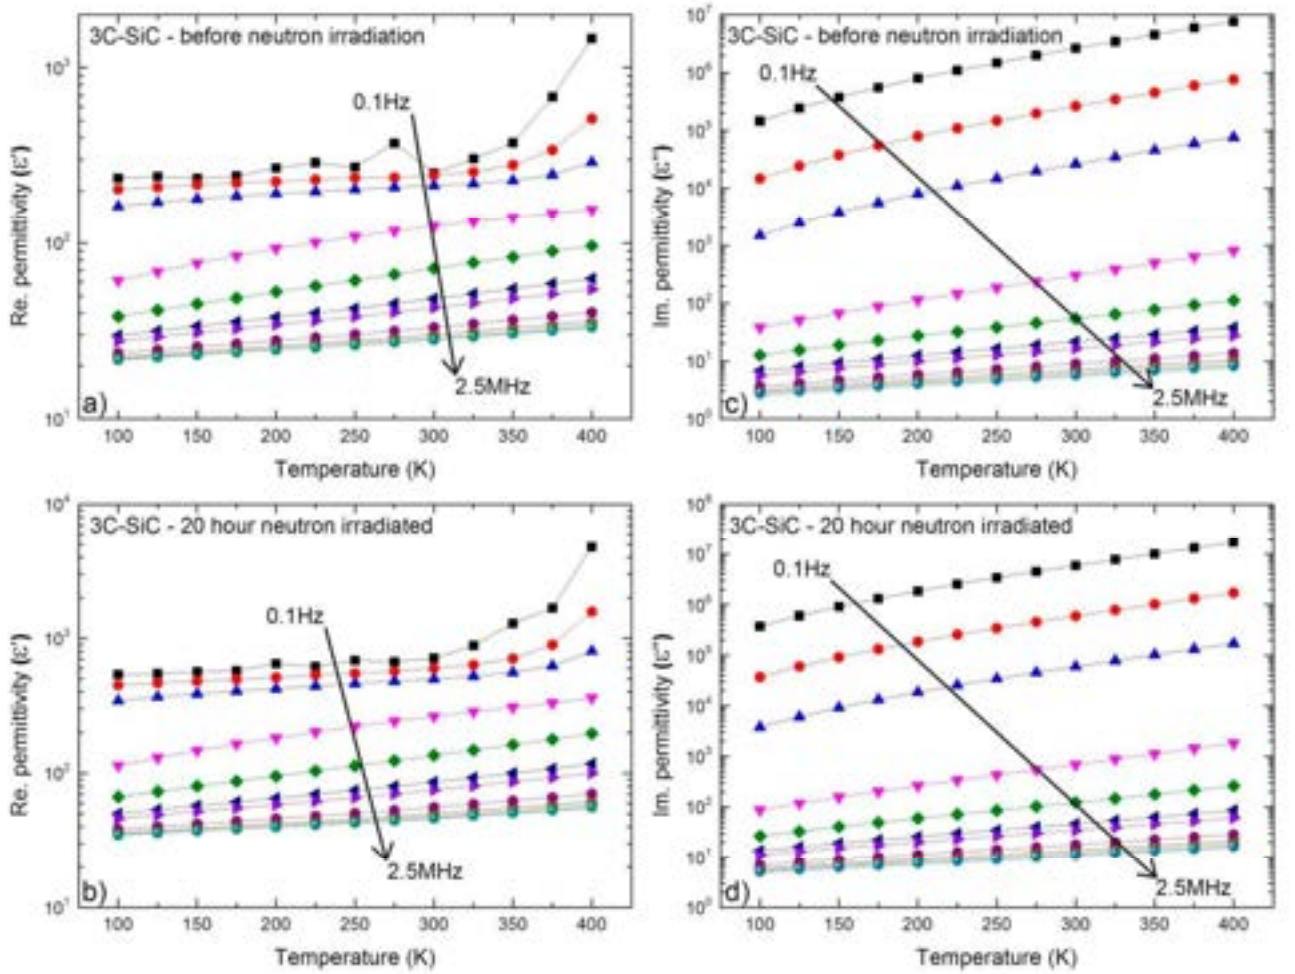 3C-SiC - before neutron irradiation
10³
10²
10¹
Re. permittivity (ε')
0.1Hz
2.5MHz
a)
100 150 200 250 300 350 400
Temperature (K)
3C-SiC - before neutron irradiation
10⁷
10⁶
10⁵
10⁴
10³
10²
10¹
10⁰
Im. permittivity (ε'')
0.1Hz
2.5MHz
c)
100 150 200 250 300 350 400
Temperature (K)
3C-SiC - 20 hour neutron irradiated
10⁴
10³
10²
10¹
Re. permittivity (ε')
0.1Hz
2.5MHz
b)
100 150 200 250 300 350 400
Temperature (K)
3C-SiC - 20 hour neutron irradiated
10⁸
10⁷
10⁶
10⁵
10⁴
10³
10²
10¹
10⁰
Im. permittivity (ε'')
0.1Hz
2.5MHz
d)
100 150 200 250 300 350 400
Temperature (K)